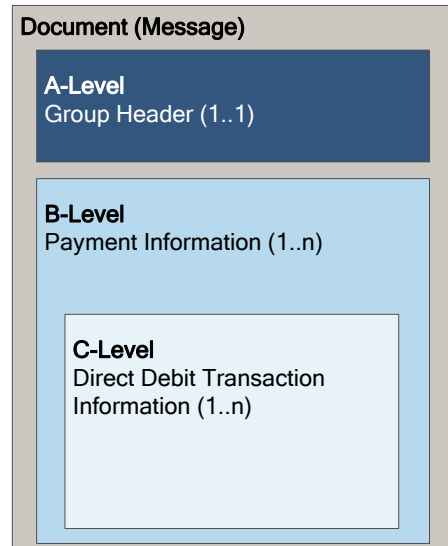 Document (Message)
A-Level
Group Header (1..1)
B-Level
Payment Information (1..n)
C-Level
Direct Debit Transaction
Information (1..n)